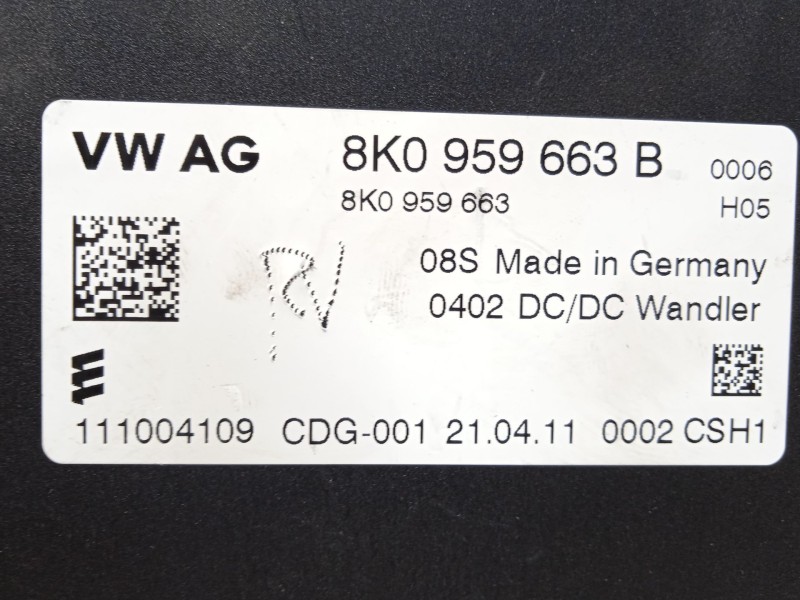 VW AG 8K0 959 663 B 0006
8K0 959 663 H05
08S Made in Germany
0402 DC/DC Wandler
111004109 CDG-001 21.04.11 0002 CSH1